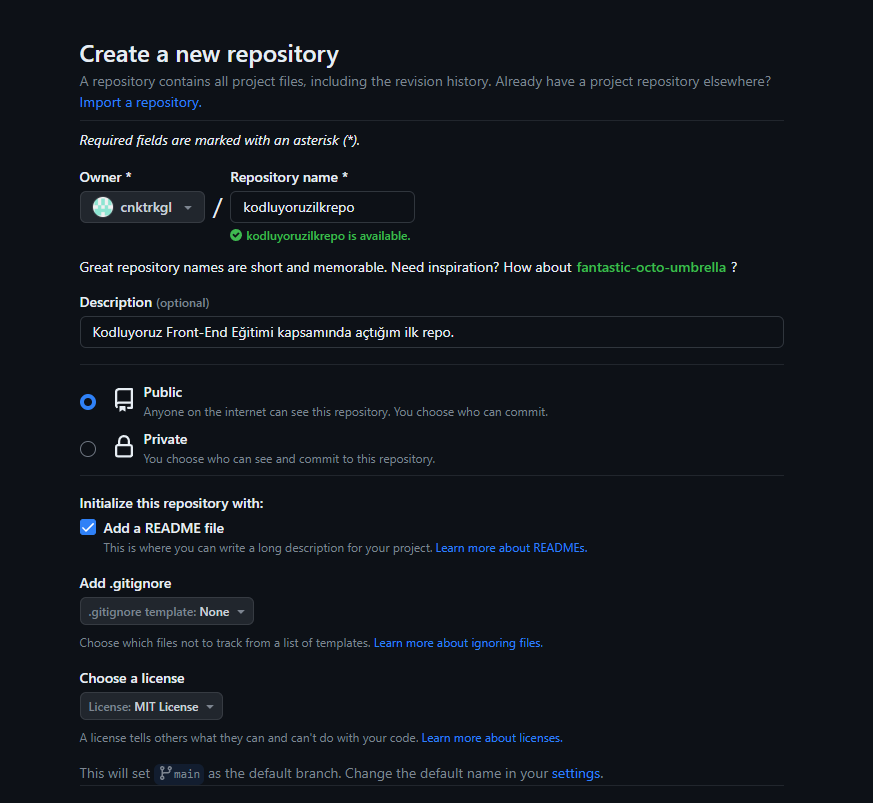 Create a new repository
A repository contains all project files, including the revision history. Already have a project repository elsewhere?
Import a repository.
Required fields are marked with an asterisk (*).
Owner * Repository name *
cnktrkgl / kodluyoruzilkrepo
kodluyoruzilkrepo is available.
Great repository names are short and memorable. Need inspiration? How about fantastic-octo-umbrella ?
Description (optional)
Kodluyoruz Front-End Eğitimi kapsamında açtığım ilk repo.
Public
Anyone on the internet can see this repository. You choose who can commit.
Private
You choose who can see and commit to this repository.
Initialize this repository with:
Add a README file
This is where you can write a long description for your project. Learn more about READMEs.
Add .gitignore
.gitignore template: None
Choose which files not to track from a list of templates. Learn more about ignoring files.
Choose a license
License: MIT License
A license tells others what they can and can't do with your code. Learn more about licenses.
This will set main as the default branch. Change the default name in your settings.